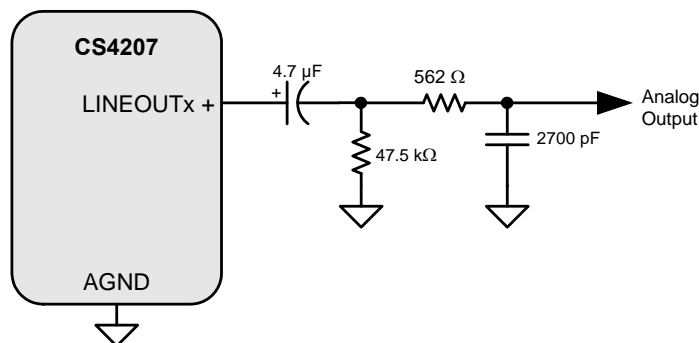 CS4207
4.7 µF
+
LINEOUTx +
562 Ω
Analog
Output
47.5 kΩ
2700 pF
AGND